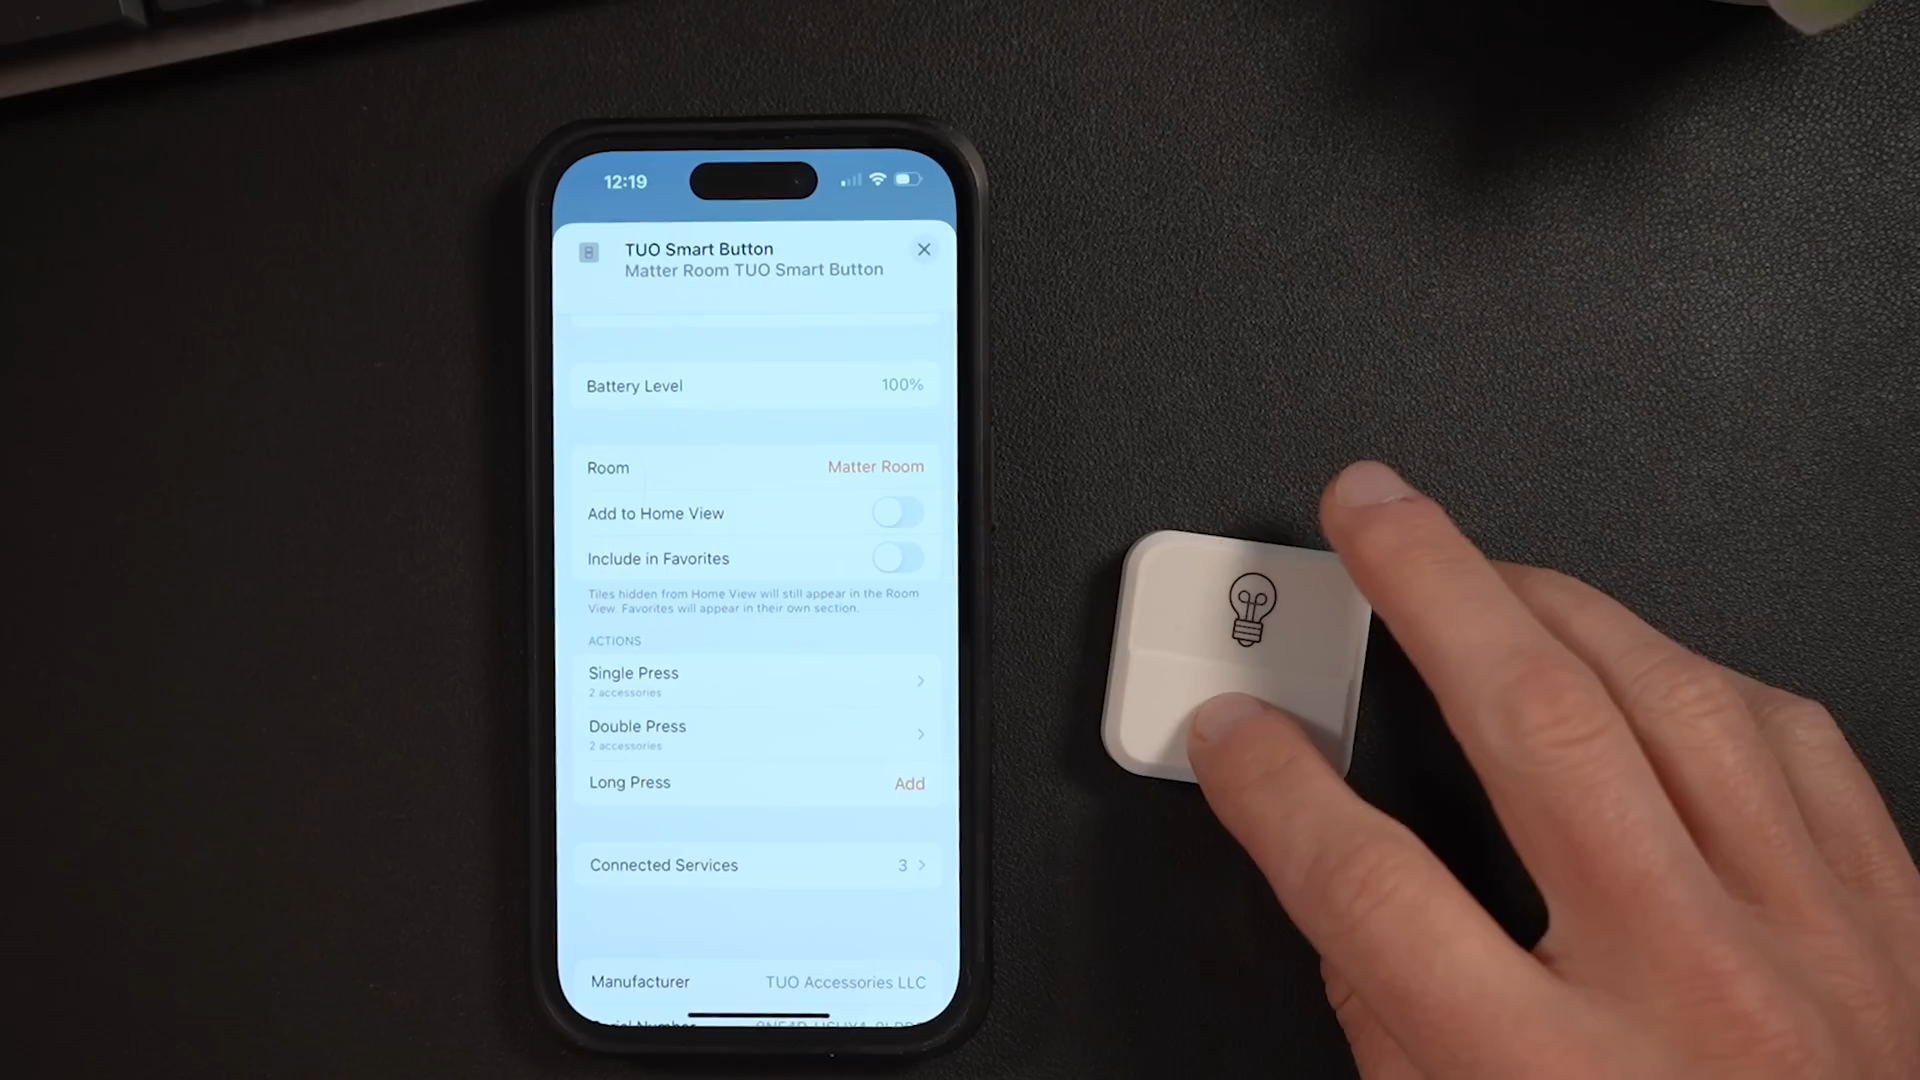 12:19
TUO Smart Button
Matter Room TUO Smart Button
Battery Level 100%
Room Matter Room
Add to Home View
Include in Favorites
Tiles hidden from Home View will still appear in the Room
View. Favorites will appear in their own section.
ACTIONS
Single Press
2 accessories
Double Press
2 accessories
Long Press Add
Connected Services 3
Manufacturer TUO Accessories LLC
Serial Number